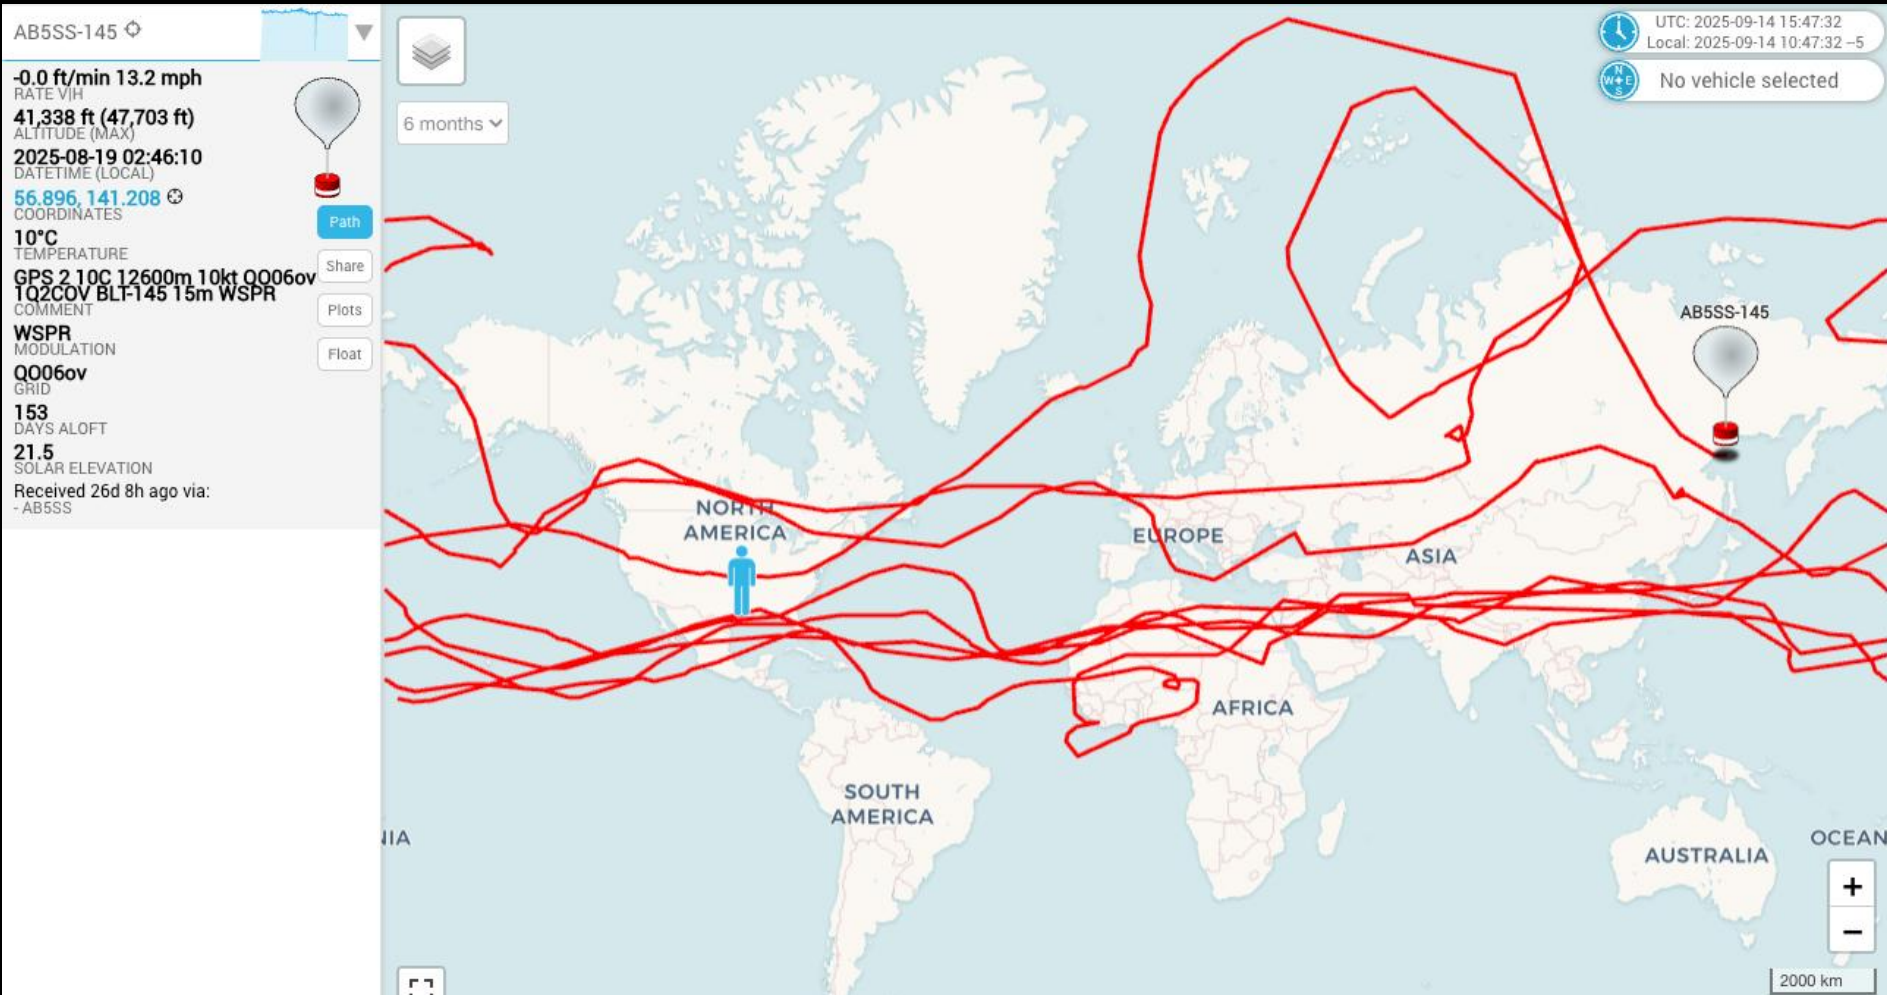 AB5SS-145
-0.0 ft/min 13.2 mph
RATE V|H
41,338 ft (47,703 ft)
ALTITUDE (MAX)
2025-08-19 02:46:10
DATETIME (LOCAL)
56.896, 141.208
COORDINATES
10°C
TEMPERATURE
GPS 2 10C 12600m 10kt QO06ov
1Q2COV BLT-145 15m WSPR
COMMENT
WSPR
MODULATION
QO06ov
GRID
153
DAYS ALOFT
21.5
SOLAR ELEVATION
Received 26d 8h ago via:
- AB5SS
Path
Share
Plots
Float
6 months
UTC: 2025-09-14 15:47:32
Local: 2025-09-14 10:47:32 -5
N
W E
S
No vehicle selected
AB5SS-145
NORTH
AMERICA
EUROPE
ASIA
AFRICA
SOUTH
AMERICA
AUSTRALIA
NIA
OCEAN
+
−
2000 km